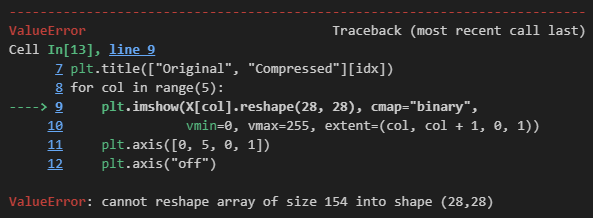 ---------------------------------------------------------------------------
ValueError                                Traceback (most recent call last)
Cell In[13], line 9
      7 plt.title(["Original", "Compressed"][idx])
      8 for col in range(5):
----> 9     plt.imshow(X[col].reshape(28, 28), cmap="binary",
     10                vmin=0, vmax=255, extent=(col, col + 1, 0, 1))
     11     plt.axis([0, 5, 0, 1])
     12     plt.axis("off")
ValueError: cannot reshape array of size 154 into shape (28,28)